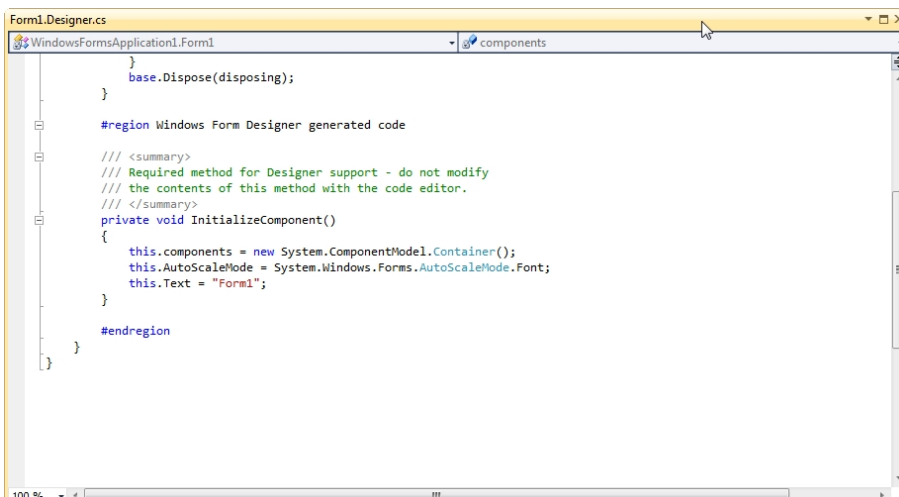 Form1.Designer.cs
WindowsFormsApplication1.Form1
components
}
base.Dispose(disposing);
}
#region Windows Form Designer generated code
/// <summary>
/// Required method for Designer support - do not modify
/// the contents of this method with the code editor.
/// </summary>
private void InitializeComponent()
{
this.components = new System.ComponentModel.Container();
this.AutoScaleMode = System.Windows.Forms.AutoScaleMode.Font;
this.Text = "Form1";
}
#endregion
}
}
100 %